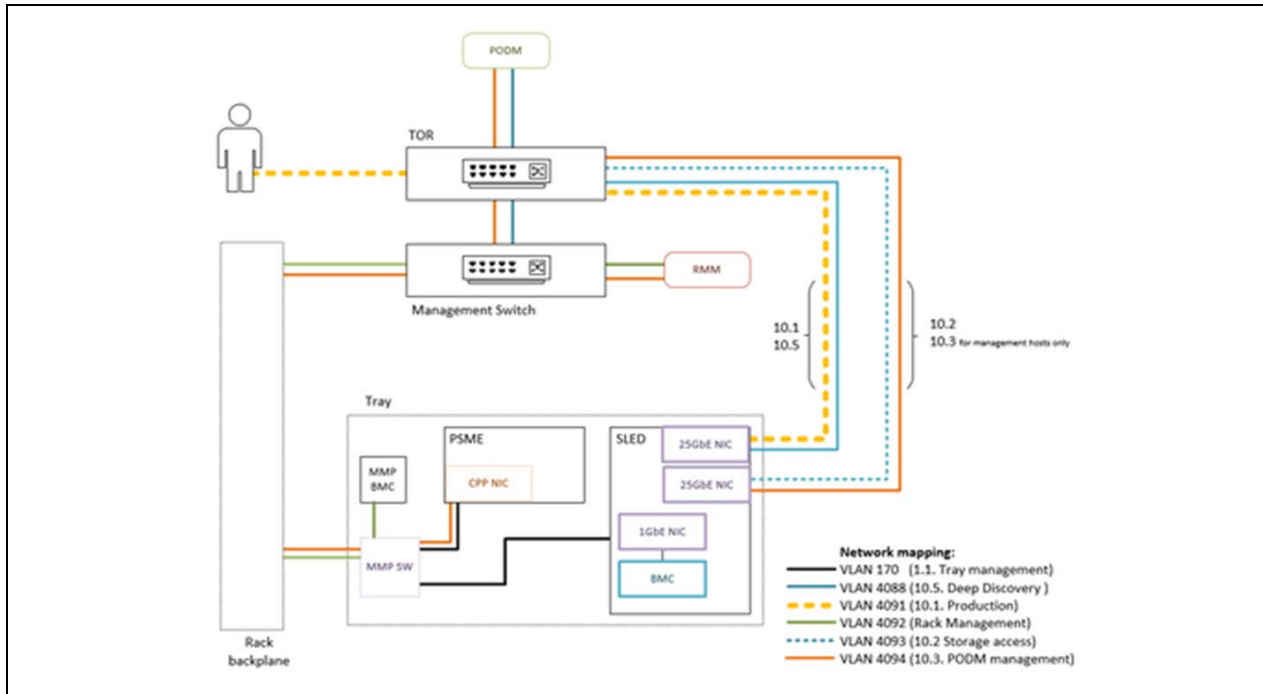 PODM
TOR
RMM
Management Switch
10.1
10.5
10.2
10.3 for management hosts only
Tray
PSME
SLED
25GbE NIC
MMP
BMC
CPP NIC
25GbE NIC
1GbE NIC
MMP SW
BMC
Rack
backplane
Network mapping:
VLAN 170 (1.1. Tray management)
VLAN 4088 (10.5. Deep Discovery )
VLAN 4091 (10.1. Production)
VLAN 4092 (Rack Management)
VLAN 4093 (10.2 Storage access)
VLAN 4094 (10.3. PODM management)